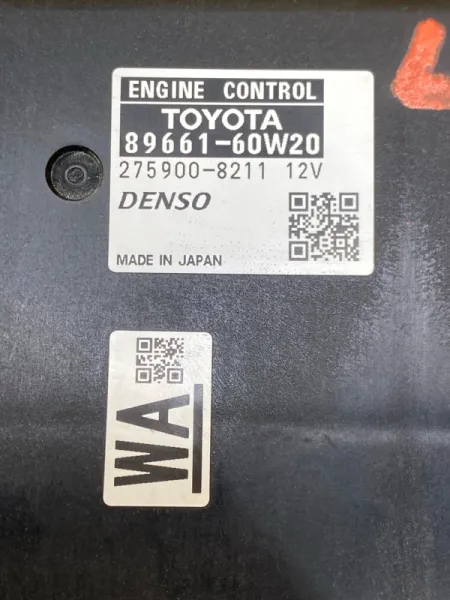 ENGINE CONTROL
TOYOTA
89661-60W20
275900-8211 12V
DENSO
MADE IN JAPAN
WA